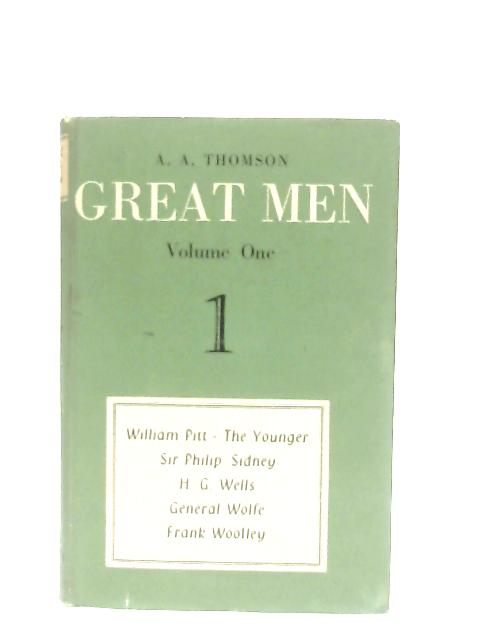 A. A. THOMSON
GREAT MEN
Volume One
1
William Pitt - The Younger
Sir Philip Sidney
H. G. Wells
General Wolfe
Frank Woolley